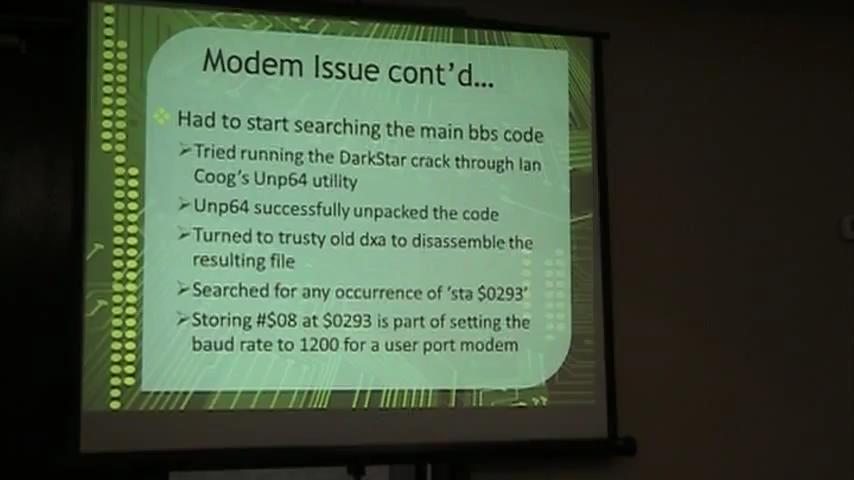 Modem Issue cont'd...
Had to start searching the main bbs code
Tried running the DarkStar crack through Ian
Coog's Unp64 utility
Unp64 successfully unpacked the code
Turned to trusty old dxa to disassemble the
resulting file
Searched for any occurrence of 'sta $0293'
Storing #$08 at $0293 is part of setting the
baud rate to 1200 for a user port modem